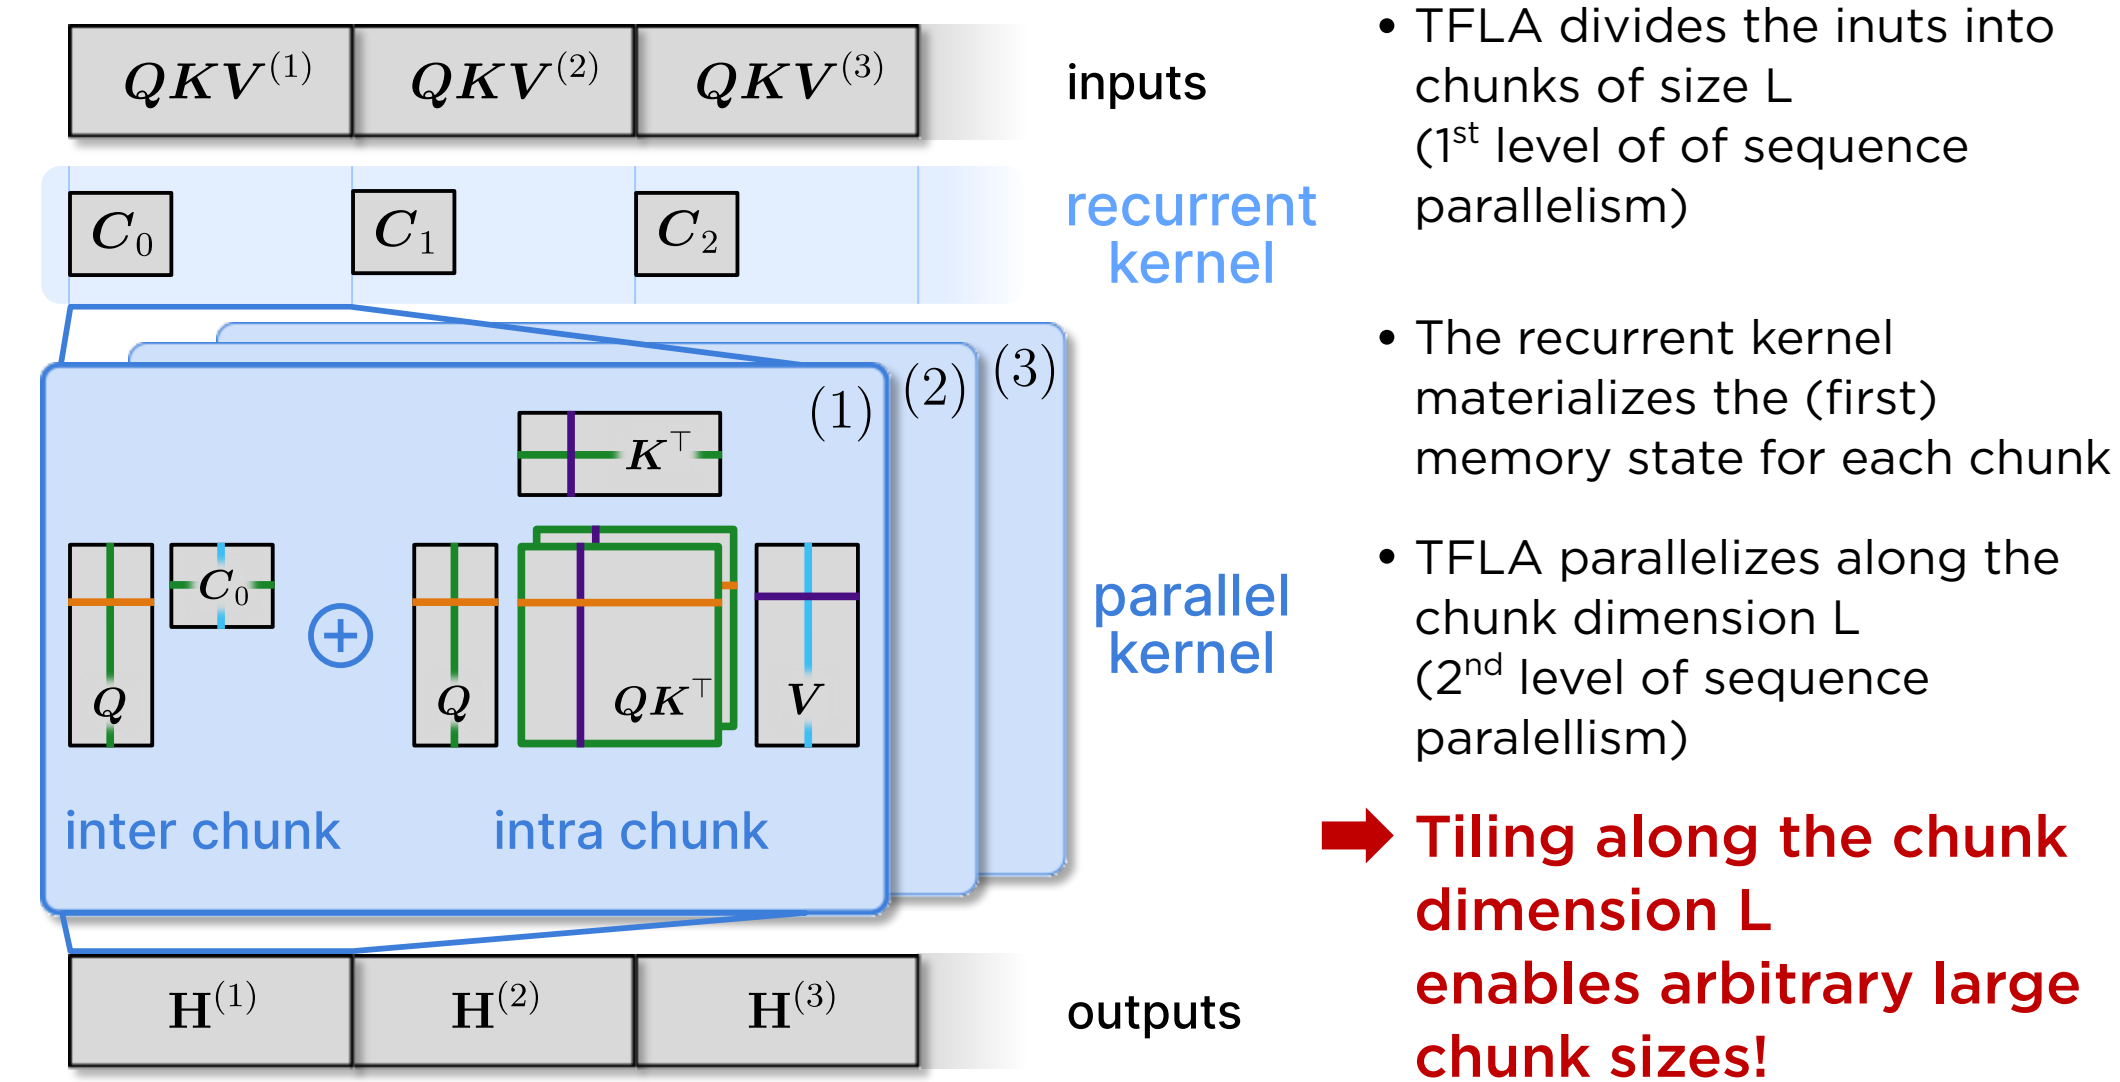 QKV⁽¹⁾ QKV⁽²⁾ QKV⁽³⁾ inputs
C₀ C₁ C₂ recurrent
kernel
(1) (2) (3)
K⊤
C₀
Q Q QK⊤ V
parallel
kernel
inter chunk intra chunk
H⁽¹⁾ H⁽²⁾ H⁽³⁾ outputs
• TFLA divides the inuts into
chunks of size L
(1st level of of sequence
parallelism)
• The recurrent kernel
materializes the (first)
memory state for each chunk
• TFLA parallelizes along the
chunk dimension L
(2nd level of sequence
paralellism)
Tiling along the chunk
dimension L
enables arbitrary large
chunk sizes!